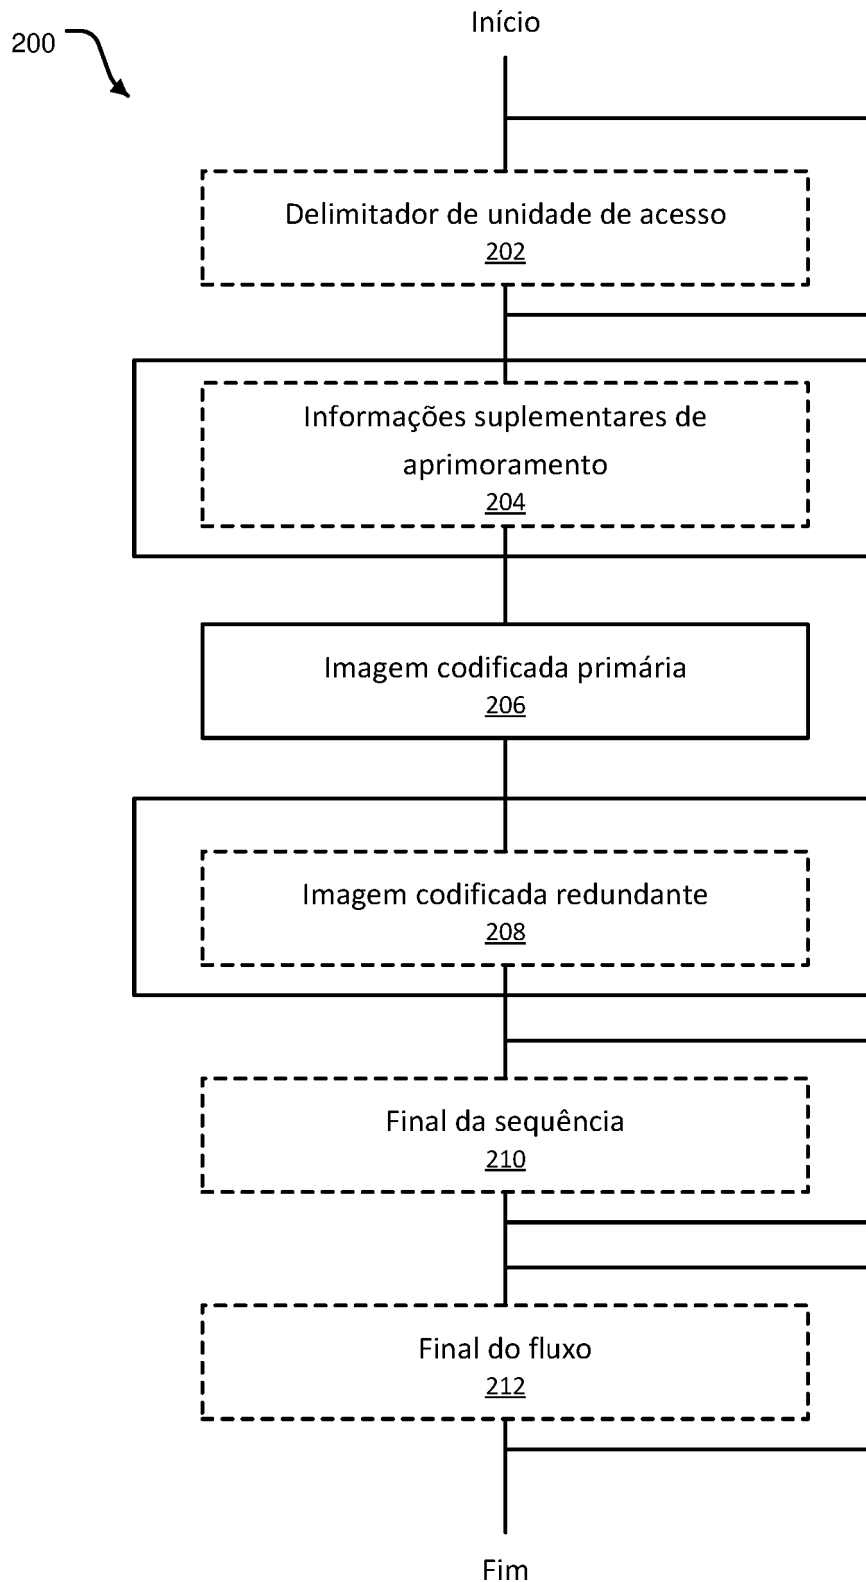 Início
200
Delimitador de unidade de acesso
202
Informações suplementares de
aprimoramento
204
Imagem codificada primária
206
Imagem codificada redundante
208
Final da sequência
210
Final do fluxo
212
Fim